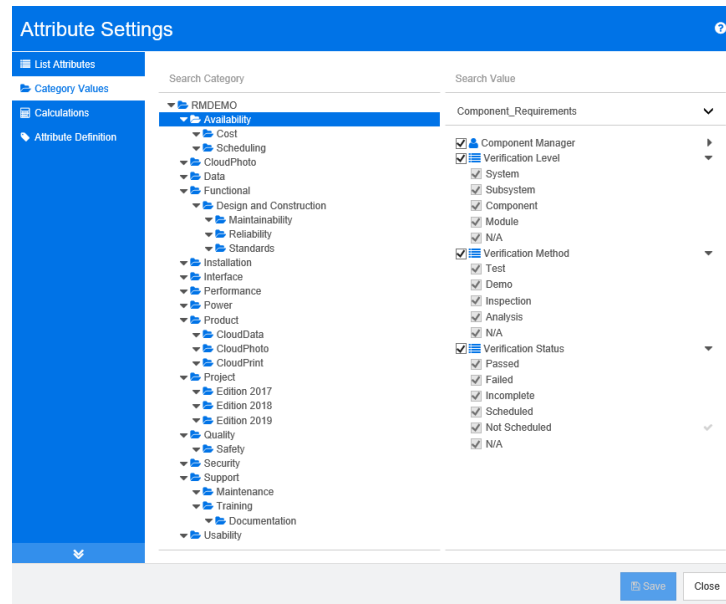 Attribute Settings
List Attributes
Category Values
Calculations
Attribute Definition
Search Category
RMDEMO
Availability
Cost
Scheduling
CloudPhoto
Data
Functional
Design and Construction
Maintainability
Reliability
Standards
Installation
Interface
Performance
Power
Product
CloudData
CloudPhoto
CloudPrint
Project
Edition 2017
Edition 2018
Edition 2019
Quality
Safety
Security
Support
Maintenance
Training
Documentation
Usability
Search Value
Component_Requirements
Component Manager
Verification Level
System
Subsystem
Component
Module
N/A
Verification Method
Test
Demo
Inspection
Analysis
N/A
Verification Status
Passed
Failed
Incomplete
Scheduled
Not Scheduled
N/A
Save
Close